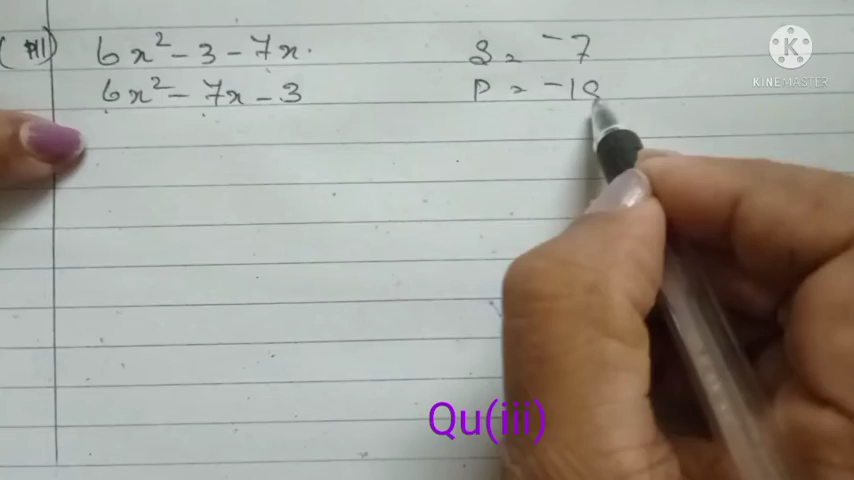 (iii) 6x² - 3 - 7x.
S = -7
6x² - 7x - 3
P = -18
K
KINEMASTER
Qu(iii)